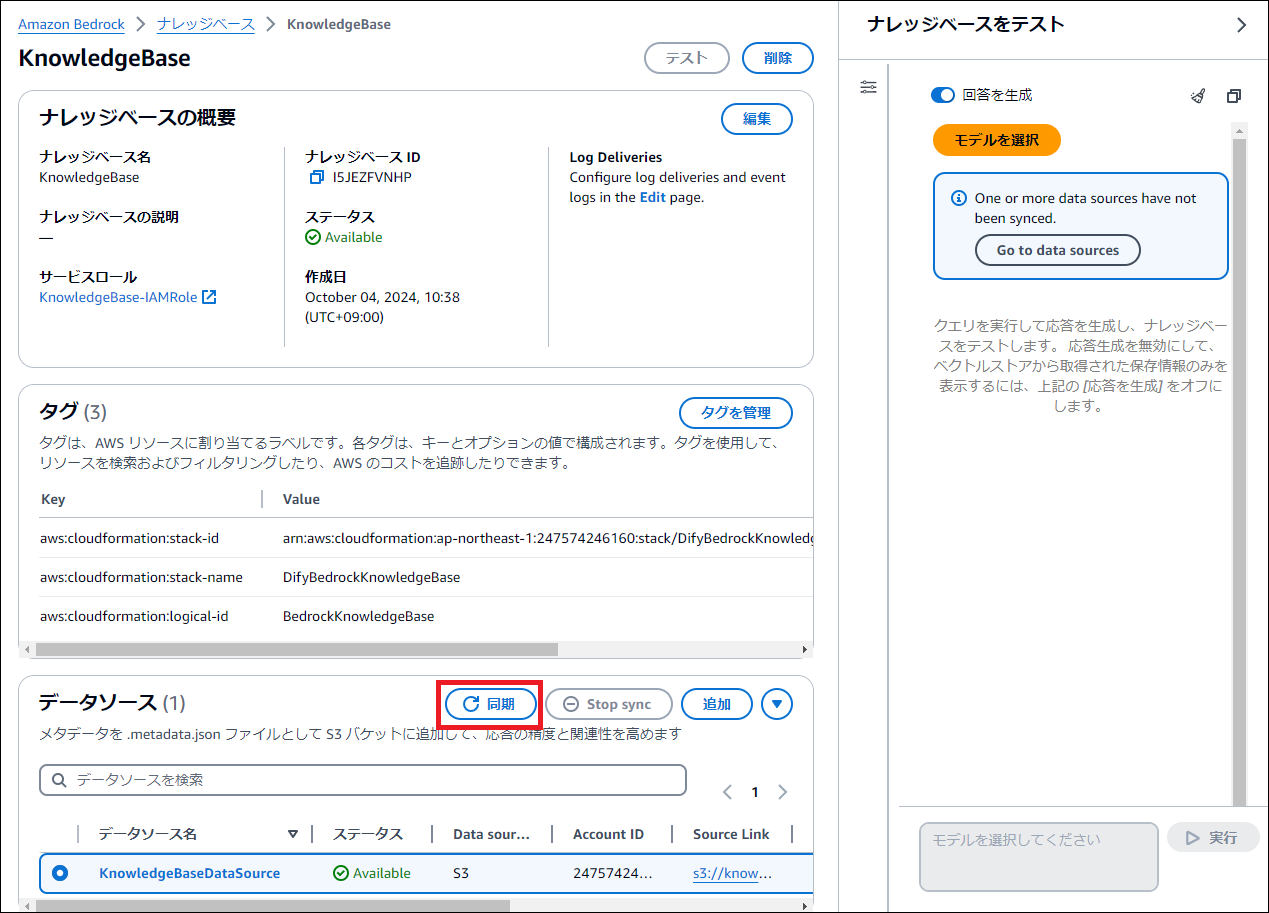 Amazon Bedrock
ナレッジベース
KnowledgeBase
KnowledgeBase
テスト
削除
ナレッジベースの概要
編集
ナレッジベース名
KnowledgeBase
ナレッジベースの説明
—
サービスロール
KnowledgeBase-IAMRole
ナレッジベース ID
I5JEZFVNHP
ステータス
Available
作成日
October 04, 2024, 10:38
(UTC+09:00)
Log Deliveries
Configure log deliveries and event
logs in the Edit page.
タグ (3)
タグを管理
タグは、AWS リソースに割り当てるラベルです。各タグは、キーとオプションの値で構成されます。タグを使用して、
リソースを検索およびフィルタリングしたり、AWS のコストを追跡したりできます。
Key
Value
aws:cloudformation:stack-id
arn:aws:cloudformation:ap-northeast-1:247574246160:stack/DifyBedrockKnowledg
aws:cloudformation:stack-name
DifyBedrockKnowledgeBase
aws:cloudformation:logical-id
BedrockKnowledgeBase
データソース (1)
同期
Stop sync
追加
メタデータを .metadata.json ファイルとして S3 バケットに追加して、応答の精度と関連性を高めます
データソースを検索
1
データソース名
ステータス
Data sour...
Account ID
Source Link
KnowledgeBaseDataSource
Available
S3
24757424...
s3://know...
ナレッジベースをテスト
回答を生成
モデルを選択
One or more data sources have not
been synced.
Go to data sources
クエリを実行して応答を生成し、ナレッジベー
スをテストします。 応答生成を無効にして、
ベクトルストアから取得された保存情報のみを
表示するには、上記の [応答を生成] をオフに
します。
モデルを選択してください
実行